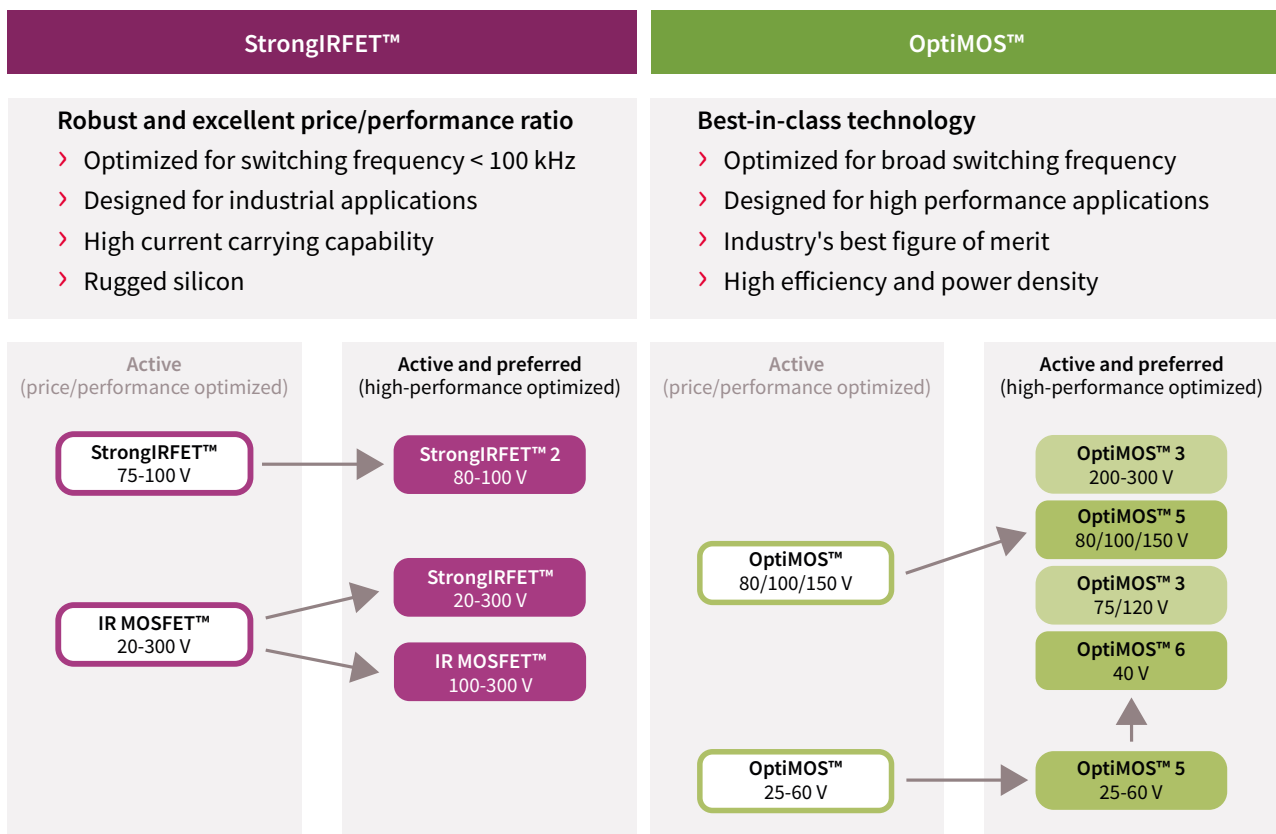 StrongIRFET™
OptiMOS™
Robust and excellent price/performance ratio
› Optimized for switching frequency < 100 kHz
› Designed for industrial applications
› High current carrying capability
› Rugged silicon
Best-in-class technology
› Optimized for broad switching frequency
› Designed for high performance applications
› Industry's best figure of merit
› High efficiency and power density
Active
(price/performance optimized)
Active and preferred
(high-performance optimized)
StrongIRFET™
75-100 V
StrongIRFET™ 2
80-100 V
IR MOSFET™
20-300 V
StrongIRFET™
20-300 V
IR MOSFET™
100-300 V
Active
(price/performance optimized)
Active and preferred
(high-performance optimized)
OptiMOS™
80/100/150 V
OptiMOS™ 3
200-300 V
OptiMOS™ 5
80/100/150 V
OptiMOS™ 3
75/120 V
OptiMOS™ 6
40 V
OptiMOS™
25-60 V
OptiMOS™ 5
25-60 V